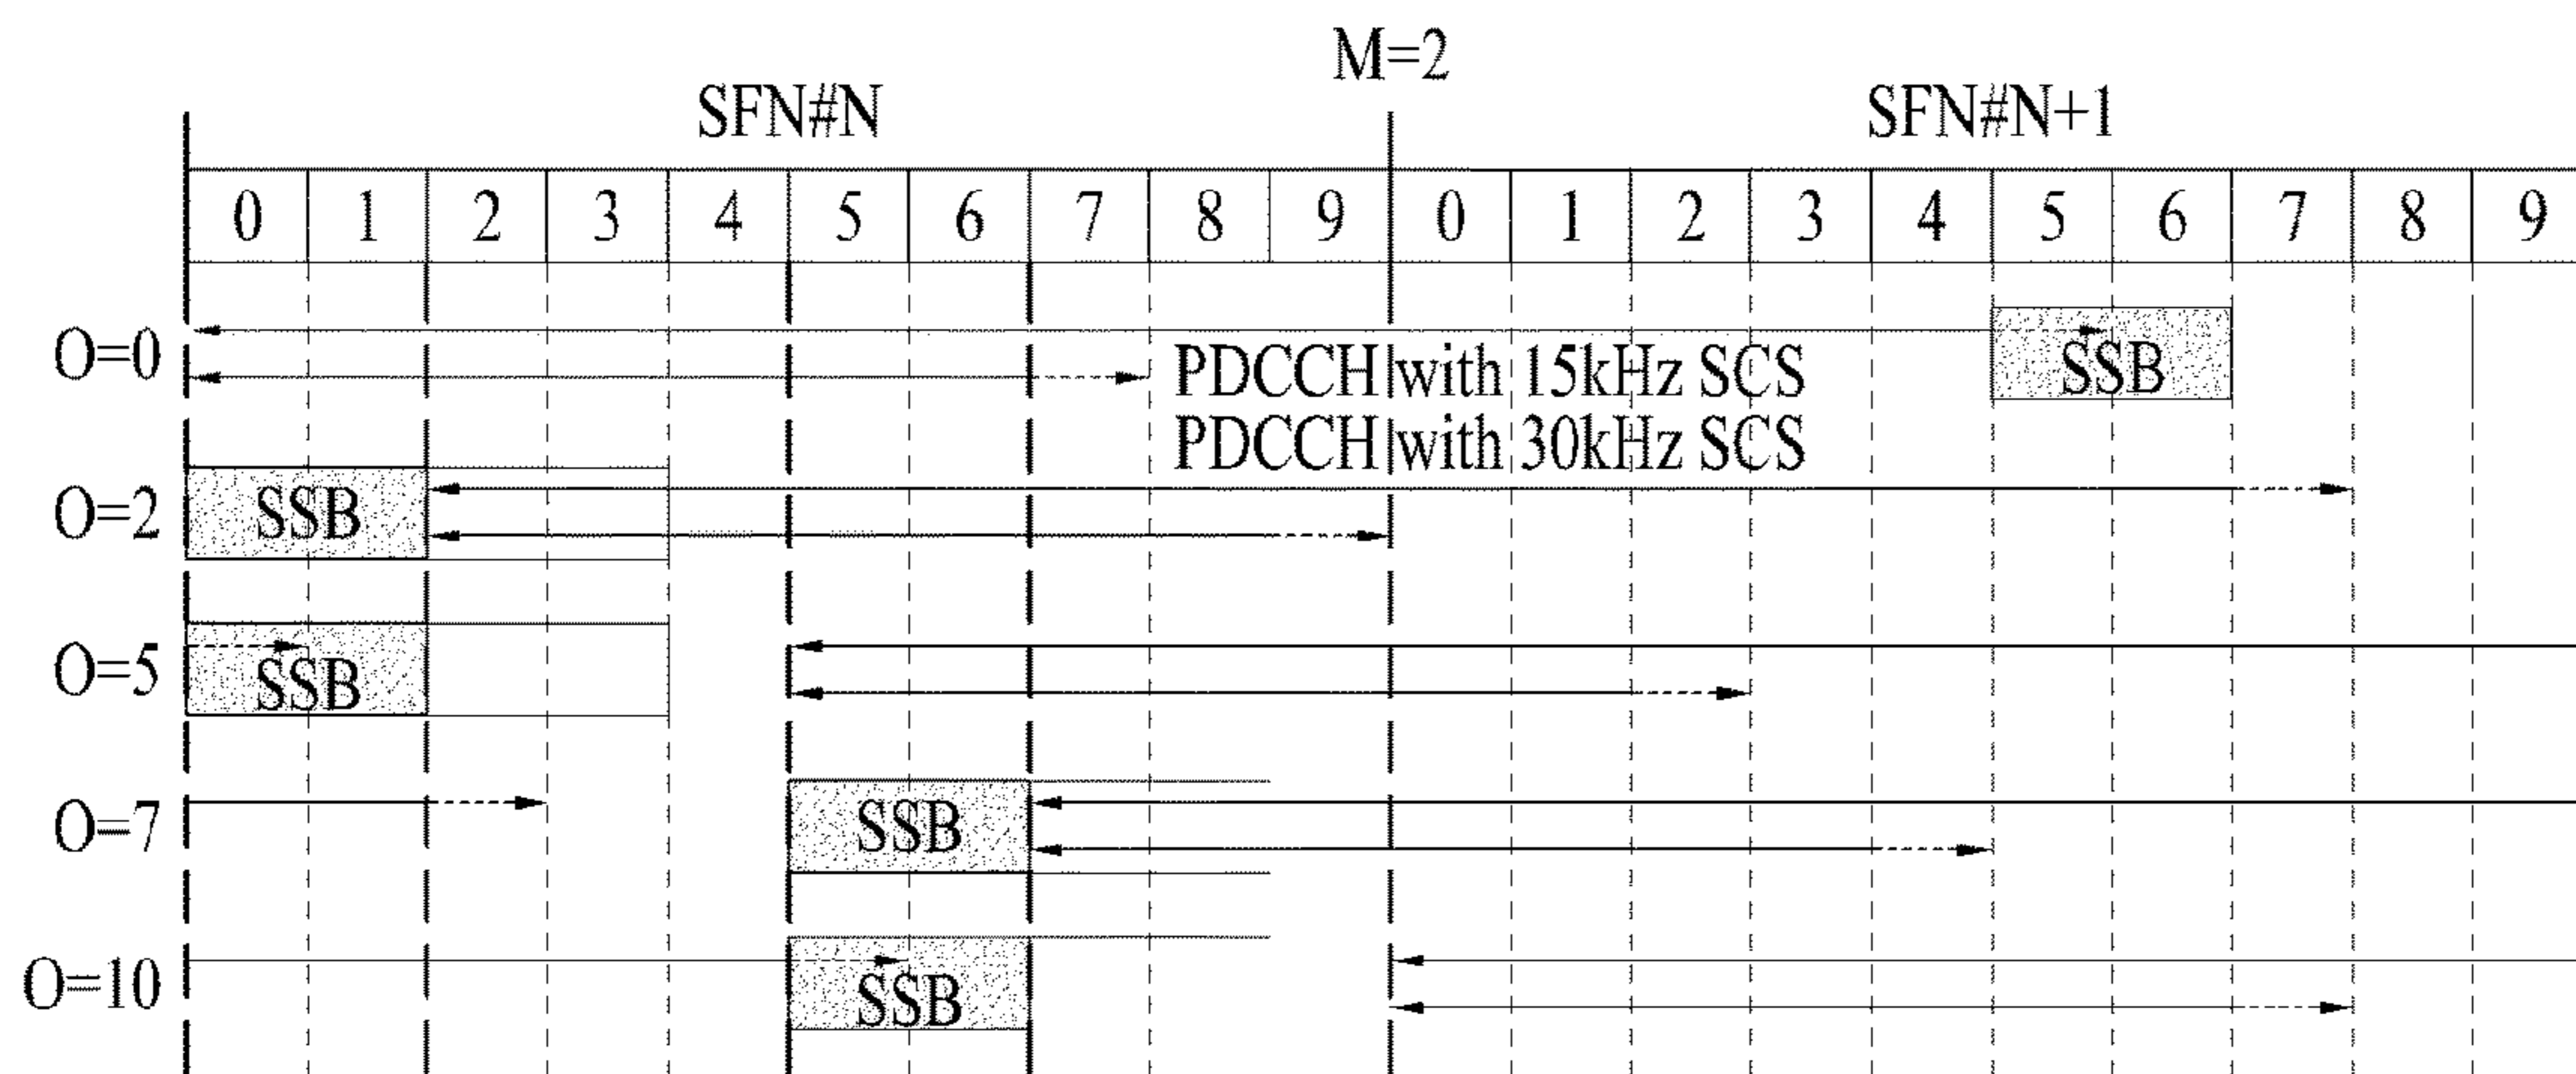 M=2
SFN#N SFN#N+1
0 1 2 3 4 5 6 7 8 9 0 1 2 3 4 5 6 7 8 9
O=0 PDCCH with 15kHz SCS SSB
PDCCH with 30kHz SCS
O=2 SSB
O=5 SSB
O=7 SSB
O=10 SSB